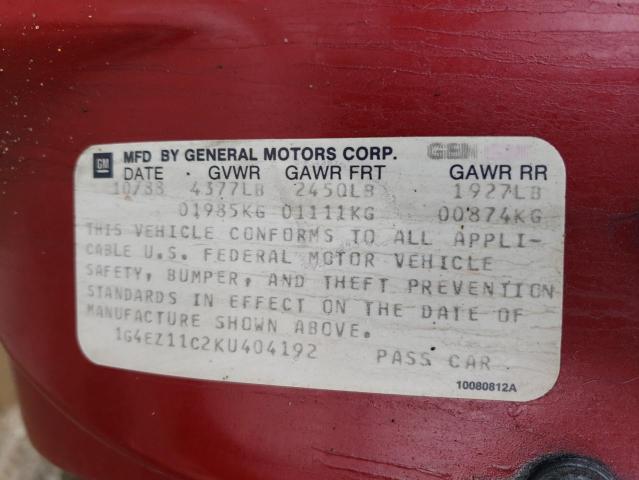 GM MFD BY GENERAL MOTORS CORP. GEN GM
DATE GVWR GAWR FRT GAWR RR
10/88 4377LB 2450LB 1927LB
01985KG 01111KG 00874KG
THIS VEHICLE CONFORMS TO ALL APPLI-
CABLE U.S. FEDERAL MOTOR VEHICLE
SAFETY, BUMPER, AND THEFT PREVENTION
STANDARDS IN EFFECT ON THE DATE OF
MANUFACTURE SHOWN ABOVE.
1G4EZ11C2KU404192 PASS CAR
10080812A